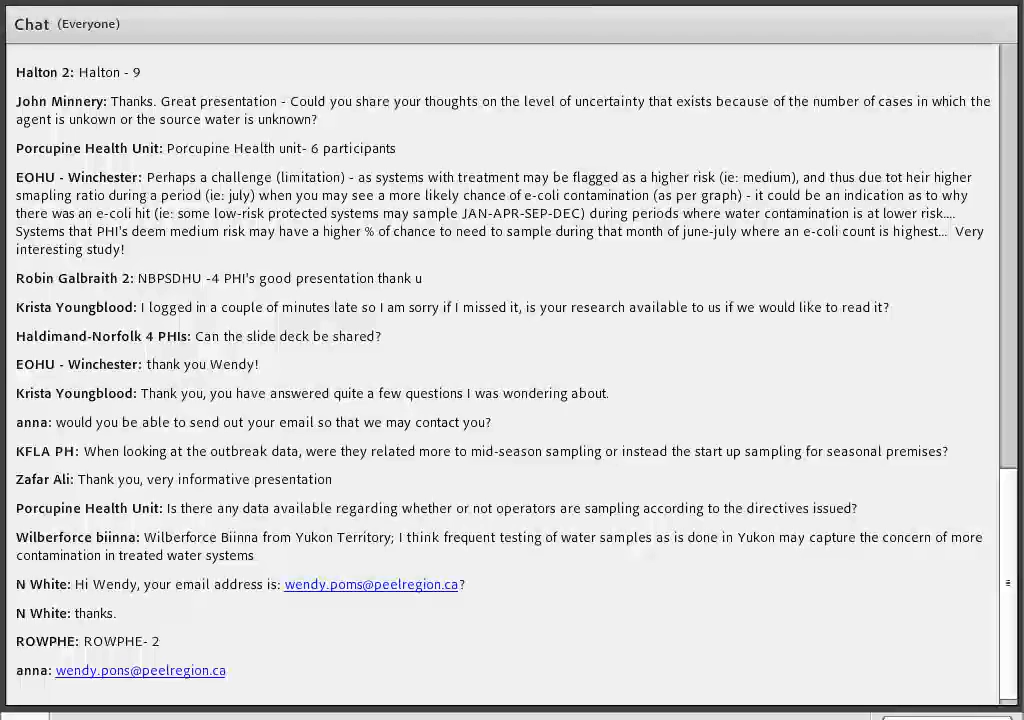 Chat (Everyone)
Halton 2: Halton - 9
John Minnery: Thanks. Great presentation - Could you share your thoughts on the level of uncertainty that exists because of the number of cases in which the
agent is unkown or the source water is unknown?
Porcupine Health Unit: Porcupine Health unit- 6 participants
EOHU - Winchester: Perhaps a challenge (limitation) - as systems with treatment may be flagged as a higher risk (ie: medium), and thus due tot heir higher
smapling ratio during a period (ie: july) when you may see a more likely chance of e-coli contamination (as per graph) - it could be an indication as to why
there was an e-coli hit (ie: some low-risk protected systems may sample JAN-APR-SEP-DEC) during periods where water contamination is at lower risk....
Systems that PHI's deem medium risk may have a higher % of chance to need to sample during that month of june-july where an e-coli count is highest... Very
interesting study!
Robin Galbraith 2: NBPSDHU -4 PHI's good presentation thank u
Krista Youngblood: I logged in a couple of minutes late so I am sorry if I missed it, is your research available to us if we would like to read it?
Haldimand-Norfolk 4 PHIs: Can the slide deck be shared?
EOHU - Winchester: thank you Wendy!
Krista Youngblood: Thank you, you have answered quite a few questions I was wondering about.
anna: would you be able to send out your email so that we may contact you?
KFLA PH: When looking at the outbreak data, were they related more to mid-season sampling or instead the start up sampling for seasonal premises?
Zafar Ali: Thank you, very informative presentation
Porcupine Health Unit: Is there any data available regarding whether or not operators are sampling according to the directives issued?
Wilberforce biinna: Wilberforce Biinna from Yukon Territory; I think frequent testing of water samples as is done in Yukon may capture the concern of more
contamination in treated water systems
N White: Hi Wendy, your email address is: wendy.poms@peelregion.ca?
N White: thanks.
ROWPHE: ROWPHE- 2
anna: wendy.pons@peelregion.ca